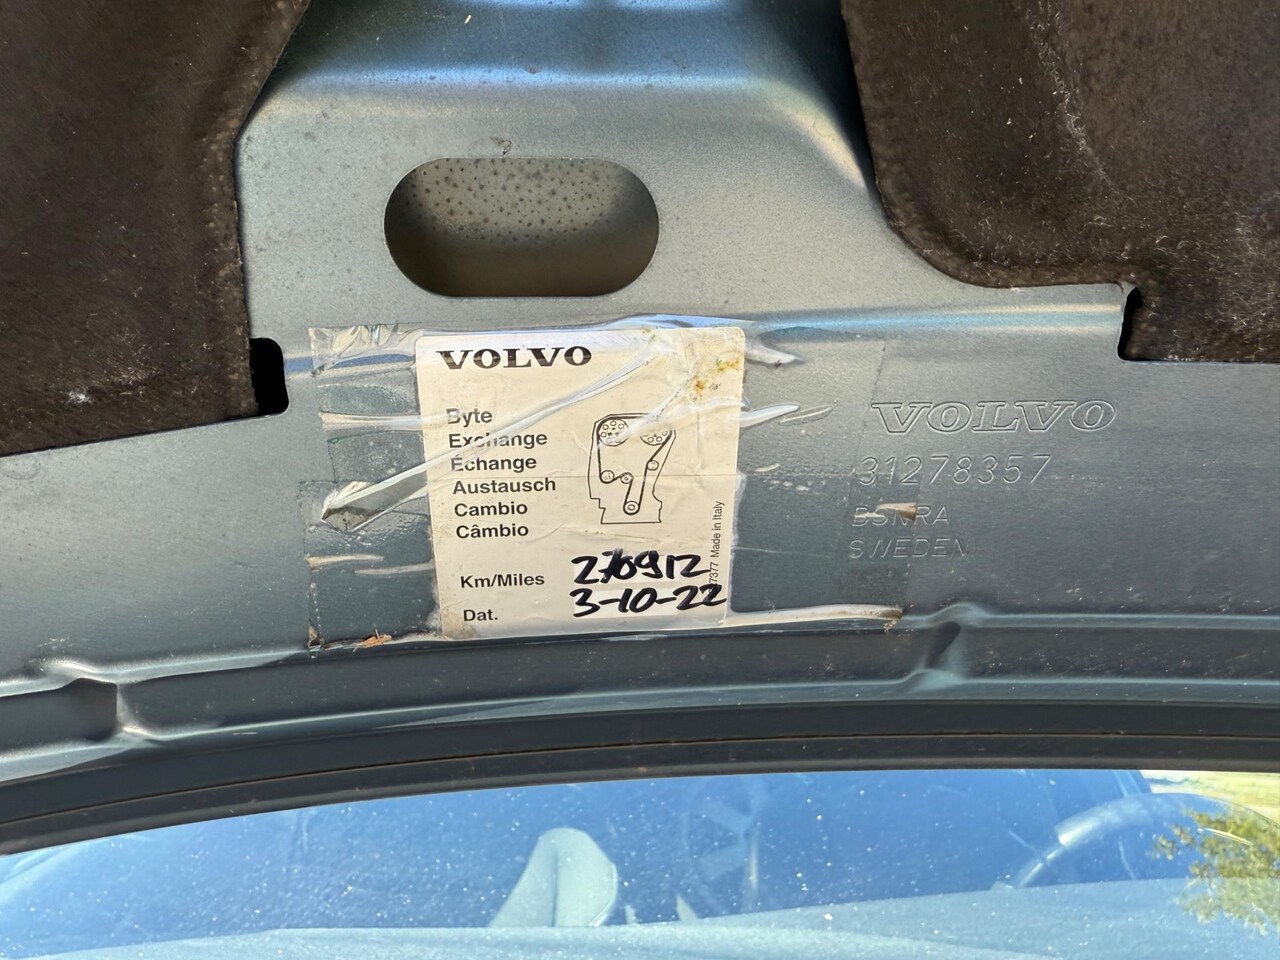 VOLVO
Byte
Exchange
Échange
Austausch
Cambio
Câmbio
Km/Miles 270912
Dat. 3-10-22
Made in Italy
VOLVO
31278357
SWEDEN